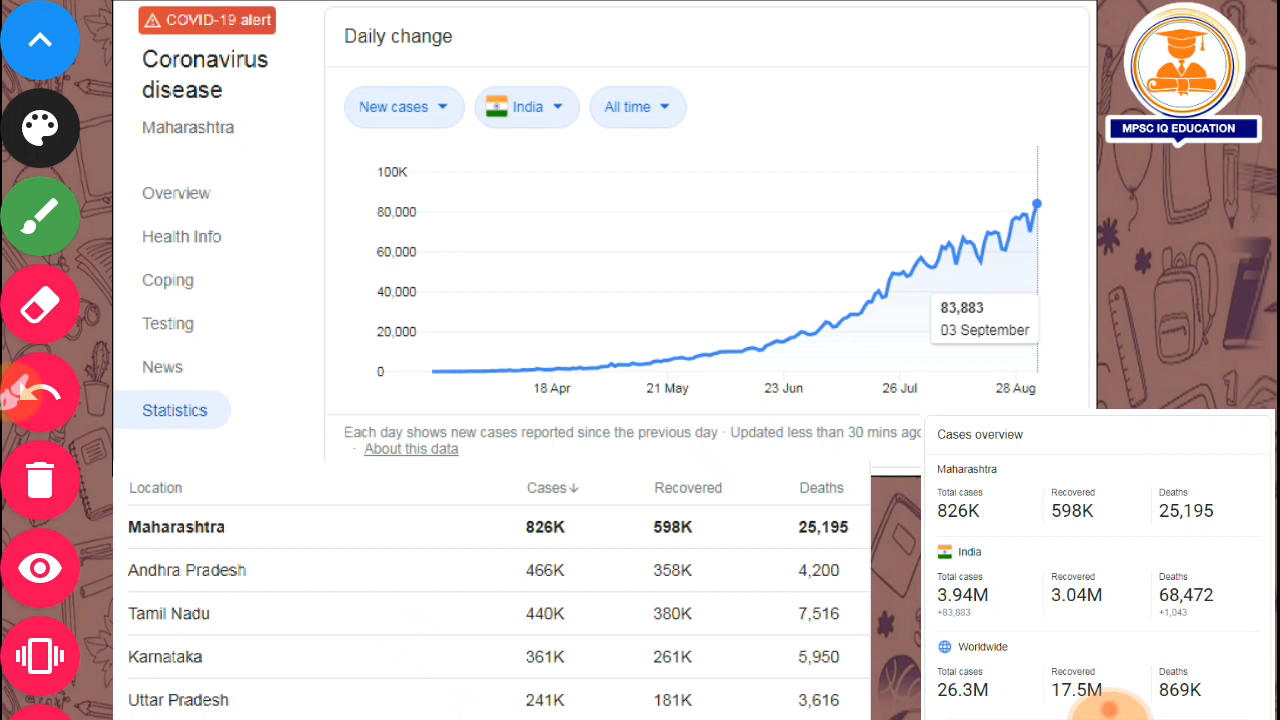 COVID-19 alert
Coronavirus
disease
Maharashtra
Overview
Health Info
Coping
Testing
News
Statistics
Daily change
New cases
India
All time
100K
80,000
60,000
40,000
20,000
0
83,883
03 September
18 Apr
21 May
23 Jun
26 Jul
28 Aug
Each day shows new cases reported since the previous day · Updated less than 30 mins ago
· About this data
MPSC IQ EDUCATION
Location Cases Recovered Deaths
Maharashtra 826K 598K 25,195
Andhra Pradesh 466K 358K 4,200
Tamil Nadu 440K 380K 7,516
Karnataka 361K 261K 5,950
Uttar Pradesh 241K 181K 3,616
Cases overview
Maharashtra
Total cases Recovered Deaths
826K 598K 25,195
India
Total cases Recovered Deaths
3.94M 3.04M 68,472
+83,883 +1,043
Worldwide
Total cases Recovered Deaths
26.3M 17.5M 869K